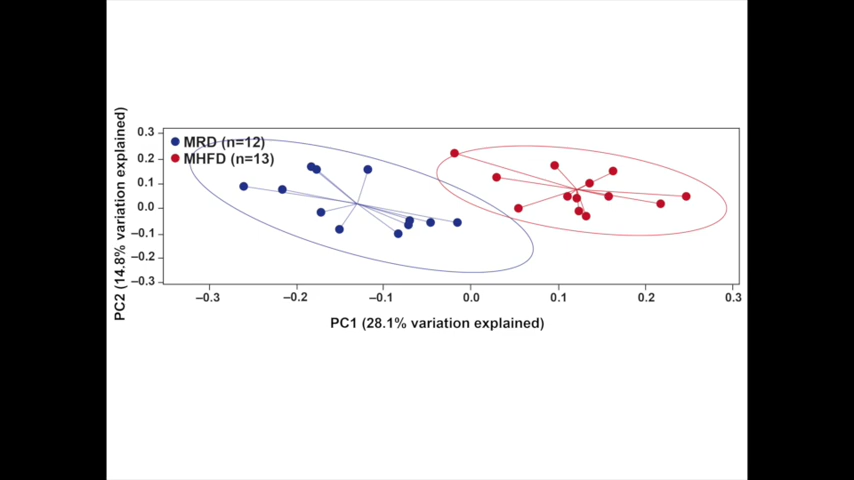 PC2 (14.8% variation explained)
0.3
0.2
0.1
0.0
–0.1
–0.2
–0.3
MRD (n=12)
MHFD (n=13)
–0.3 –0.2 –0.1 0.0 0.1 0.2 0.3
PC1 (28.1% variation explained)